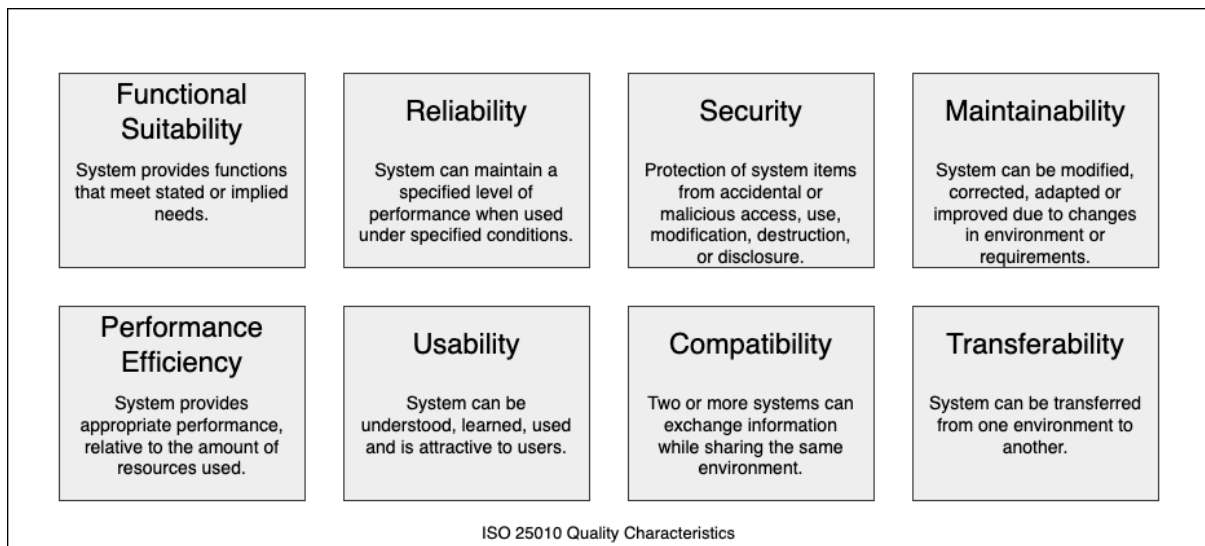 Functional
Suitability
System provides functions
that meet stated or implied
needs.
Reliability
System can maintain a
specified level of
performance when used
under specified conditions.
Security
Protection of system items
from accidental or
malicious access, use,
modification, destruction,
or disclosure.
Maintainability
System can be modified,
corrected, adapted or
improved due to changes
in environment or
requirements.
Performance
Efficiency
System provides
appropriate performance,
relative to the amount of
resources used.
Usability
System can be
understood, learned, used
and is attractive to users.
Compatibility
Two or more systems can
exchange information
while sharing the same
environment.
Transferability
System can be transferred
from one environment to
another.
ISO 25010 Quality Characteristics